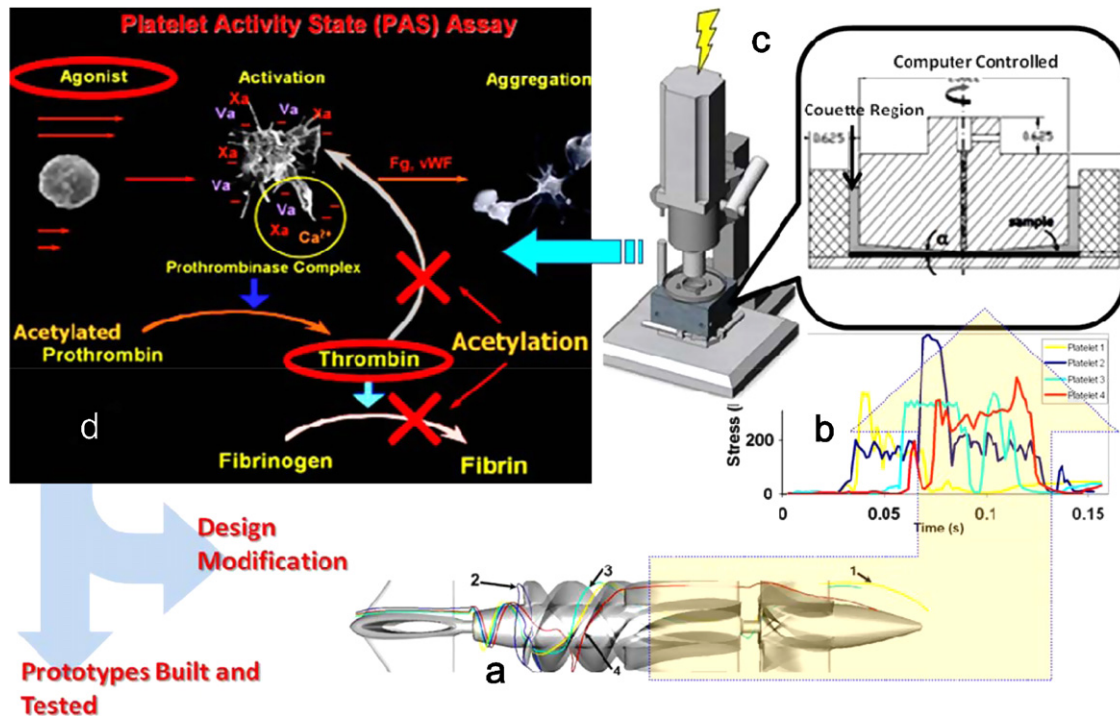 Platelet Activity State (PAS) Assay
Agonist
Activation
Aggregation
Xa
Va
Va
Xa
Xa
Va
Fg, vWF
Va
Xa
Ca²⁺
Prothrombinase Complex
Acetylated
Prothrombin
Thrombin
Acetylation
Fibrinogen
Fibrin
d
c
Computer Controlled
Couette Region
0.625
0.625
sample
α
b
Platelet 1
Platelet 2
Platelet 3
Platelet 4
Stress (
200
0
0
0.05
0.1
0.15
Time (s)
Design
Modification
Prototypes Built and
Tested
2
3
1
4
a